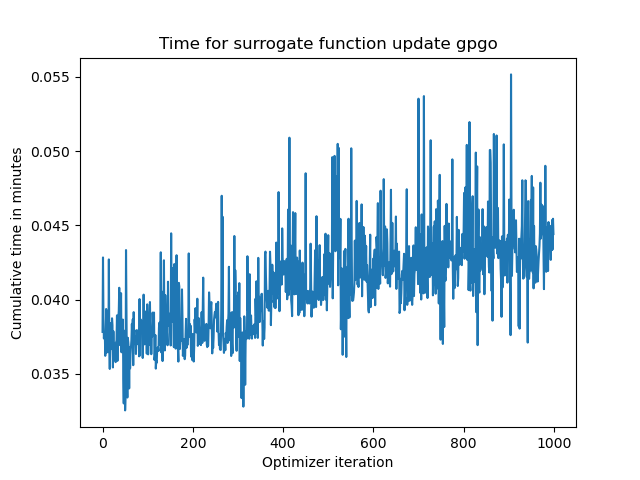 Time for surrogate function update gpgo
Cumulative time in minutes
0.055
0.050
0.045
0.040
0.035
0 200 400 600 800 1000
Optimizer iteration